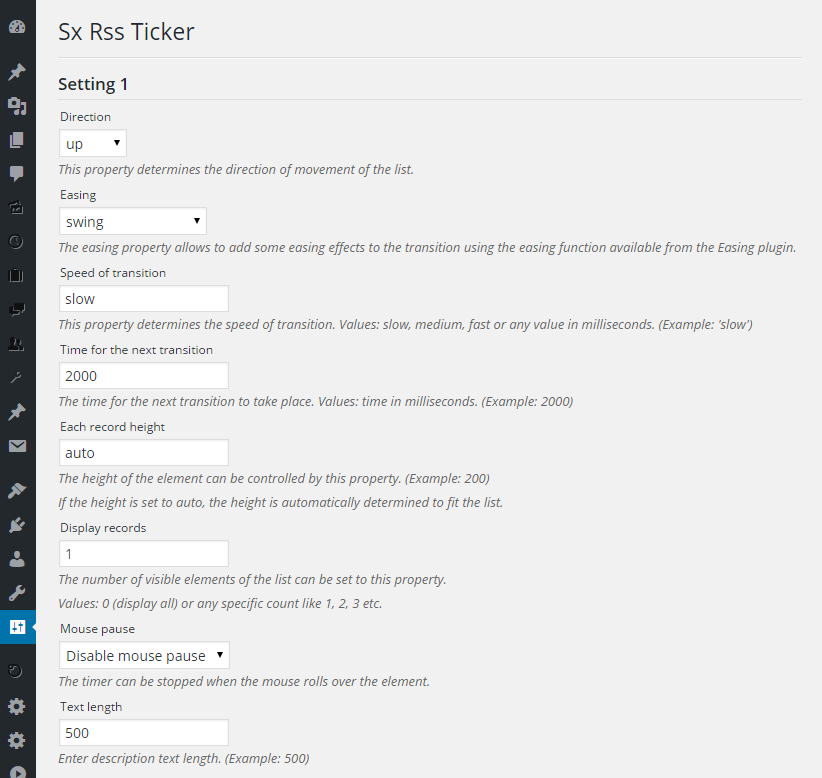 Sx Rss Ticker
Setting 1
Direction
up
This property determines the direction of movement of the list.
Easing
swing
The easing property allows to add some easing effects to the transition using the easing function available from the Easing plugin.
Speed of transition
slow
This property determines the speed of transition. Values: slow, medium, fast or any value in milliseconds. (Example: 'slow')
Time for the next transition
2000
The time for the next transition to take place. Values: time in milliseconds. (Example: 2000)
Each record height
auto
The height of the element can be controlled by this property. (Example: 200)
If the height is set to auto, the height is automatically determined to fit the list.
Display records
1
The number of visible elements of the list can be set to this property.
Values: 0 (display all) or any specific count like 1, 2, 3 etc.
Mouse pause
Disable mouse pause
The timer can be stopped when the mouse rolls over the element.
Text length
500
Enter description text length. (Example: 500)